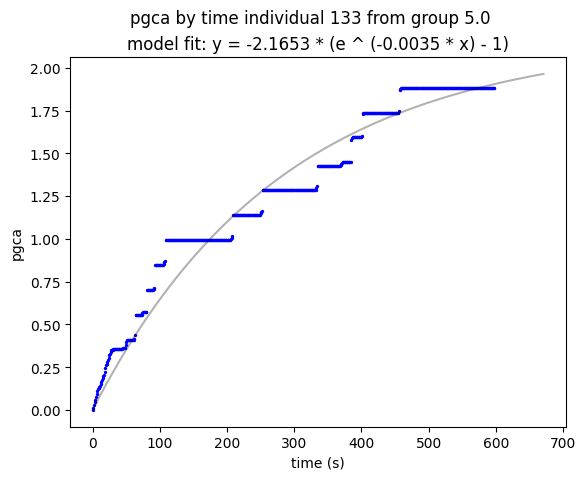 pgca by time individual 133 from group 5.0
model fit: y = -2.1653 * (e ^ (-0.0035 * x) - 1)
2.00
1.75
1.50
1.25
1.00
0.75
0.50
0.25
0.00
pgca
0 100 200 300 400 500 600 700
time (s)